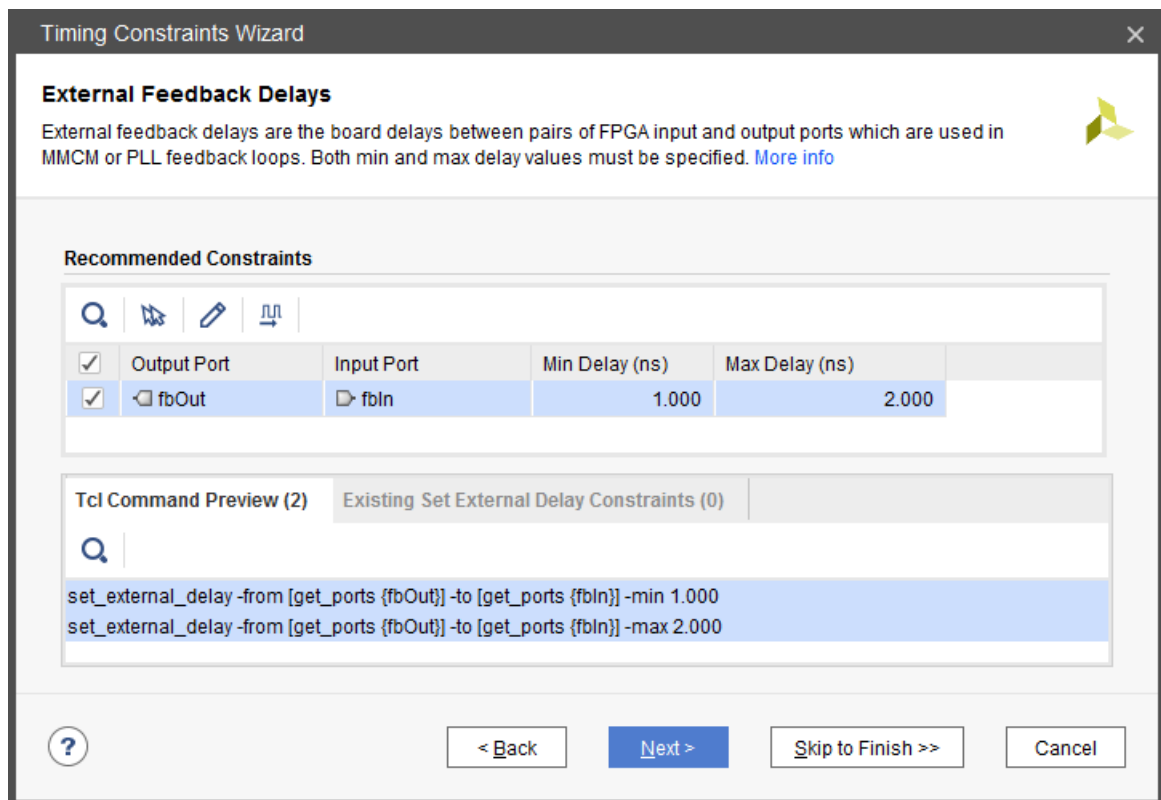 Timing Constraints Wizard
External Feedback Delays
External feedback delays are the board delays between pairs of FPGA input and output ports which are used in
MMCM or PLL feedback loops. Both min and max delay values must be specified. More info
Recommended Constraints
Output Port Input Port Min Delay (ns) Max Delay (ns)
fbOut fbIn 1.000 2.000
Tcl Command Preview (2) Existing Set External Delay Constraints (0)
set_external_delay -from [get_ports {fbOut}] -to [get_ports {fbIn}] -min 1.000
set_external_delay -from [get_ports {fbOut}] -to [get_ports {fbIn}] -max 2.000
? < Back Next > Skip to Finish >> Cancel